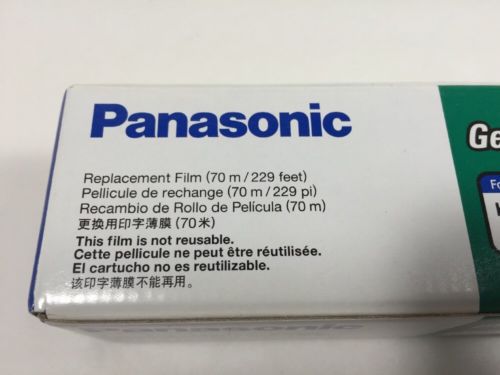 Panasonic
Replacement Film (70 m / 229 feet)
Pellicule de rechange (70 m / 229 pi)
Recambio de Rollo de Película (70 m)
更换用印字薄膜 (70米)
This film is not reusable.
Cette pellicule ne peut être réutilisée.
El cartucho no es reutilizable.
该印字薄膜不能再用。
Panasonic